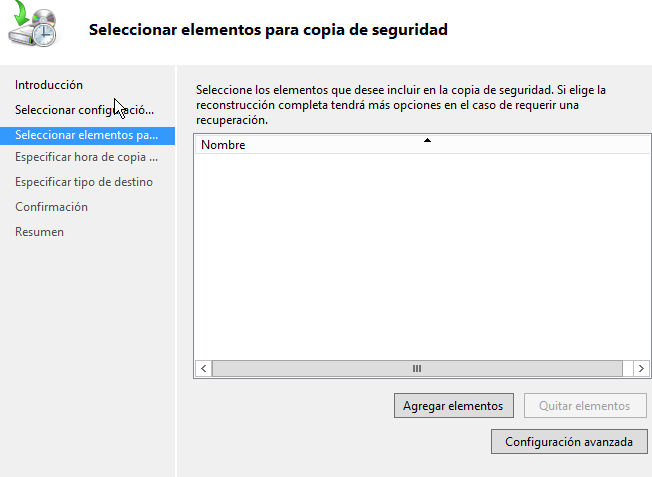 Seleccionar elementos para copia de seguridad
Introducción
Seleccionar configuració...
Seleccionar elementos pa...
Especificar hora de copia ...
Especificar tipo de destino
Confirmación
Resumen
Seleccione los elementos que desee incluir en la copia de seguridad. Si elige la
reconstrucción completa tendrá más opciones en el caso de requerir una
recuperación.
Nombre
Agregar elementos
Quitar elementos
Configuración avanzada